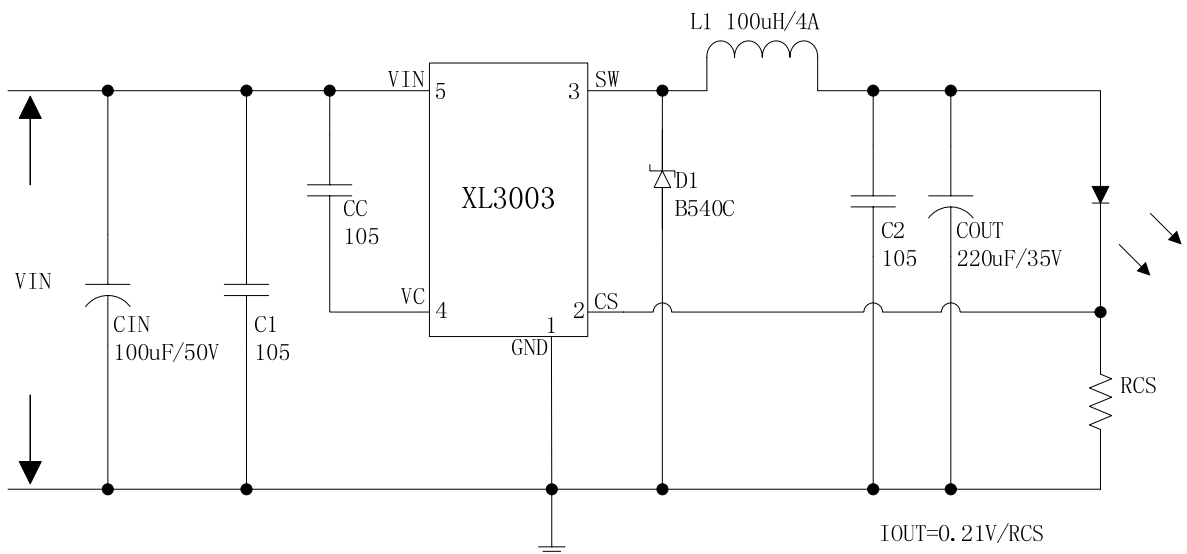 L1 100uH/4A
VIN
5
3
SW
XL3003
D1
B540C
CC
105
C2
105
COUT
220uF/35V
VIN
VC
4
2
CS
1
GND
CIN
100uF/50V
C1
105
RCS
IOUT=0.21V/RCS